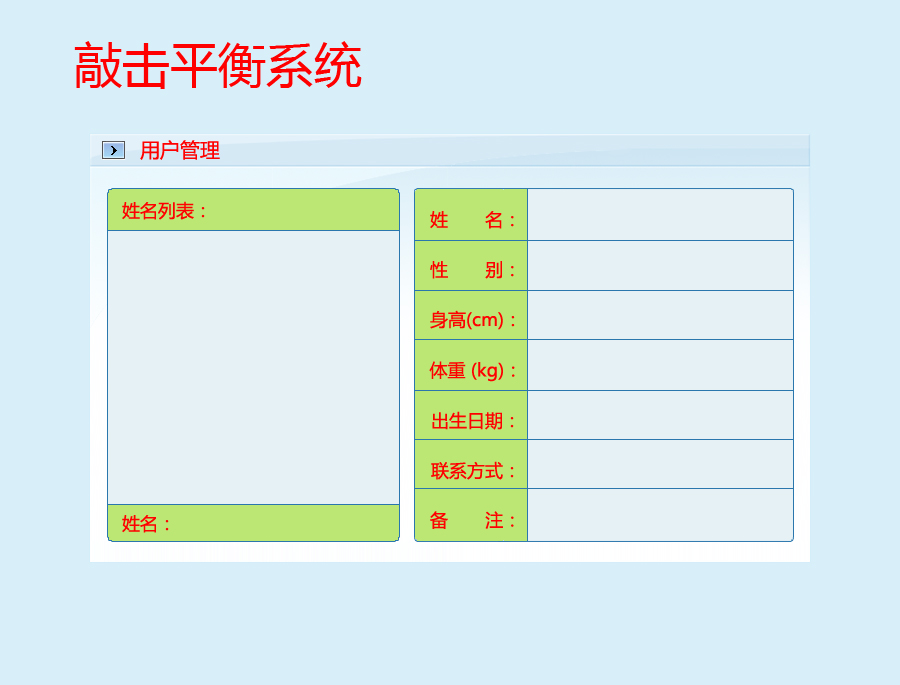 敲击平衡系统
用户管理
姓名列表：
姓名：
姓　　名：
性　　别：
身高(cm)：
体重 (kg)：
出生日期：
联系方式：
备　　注：